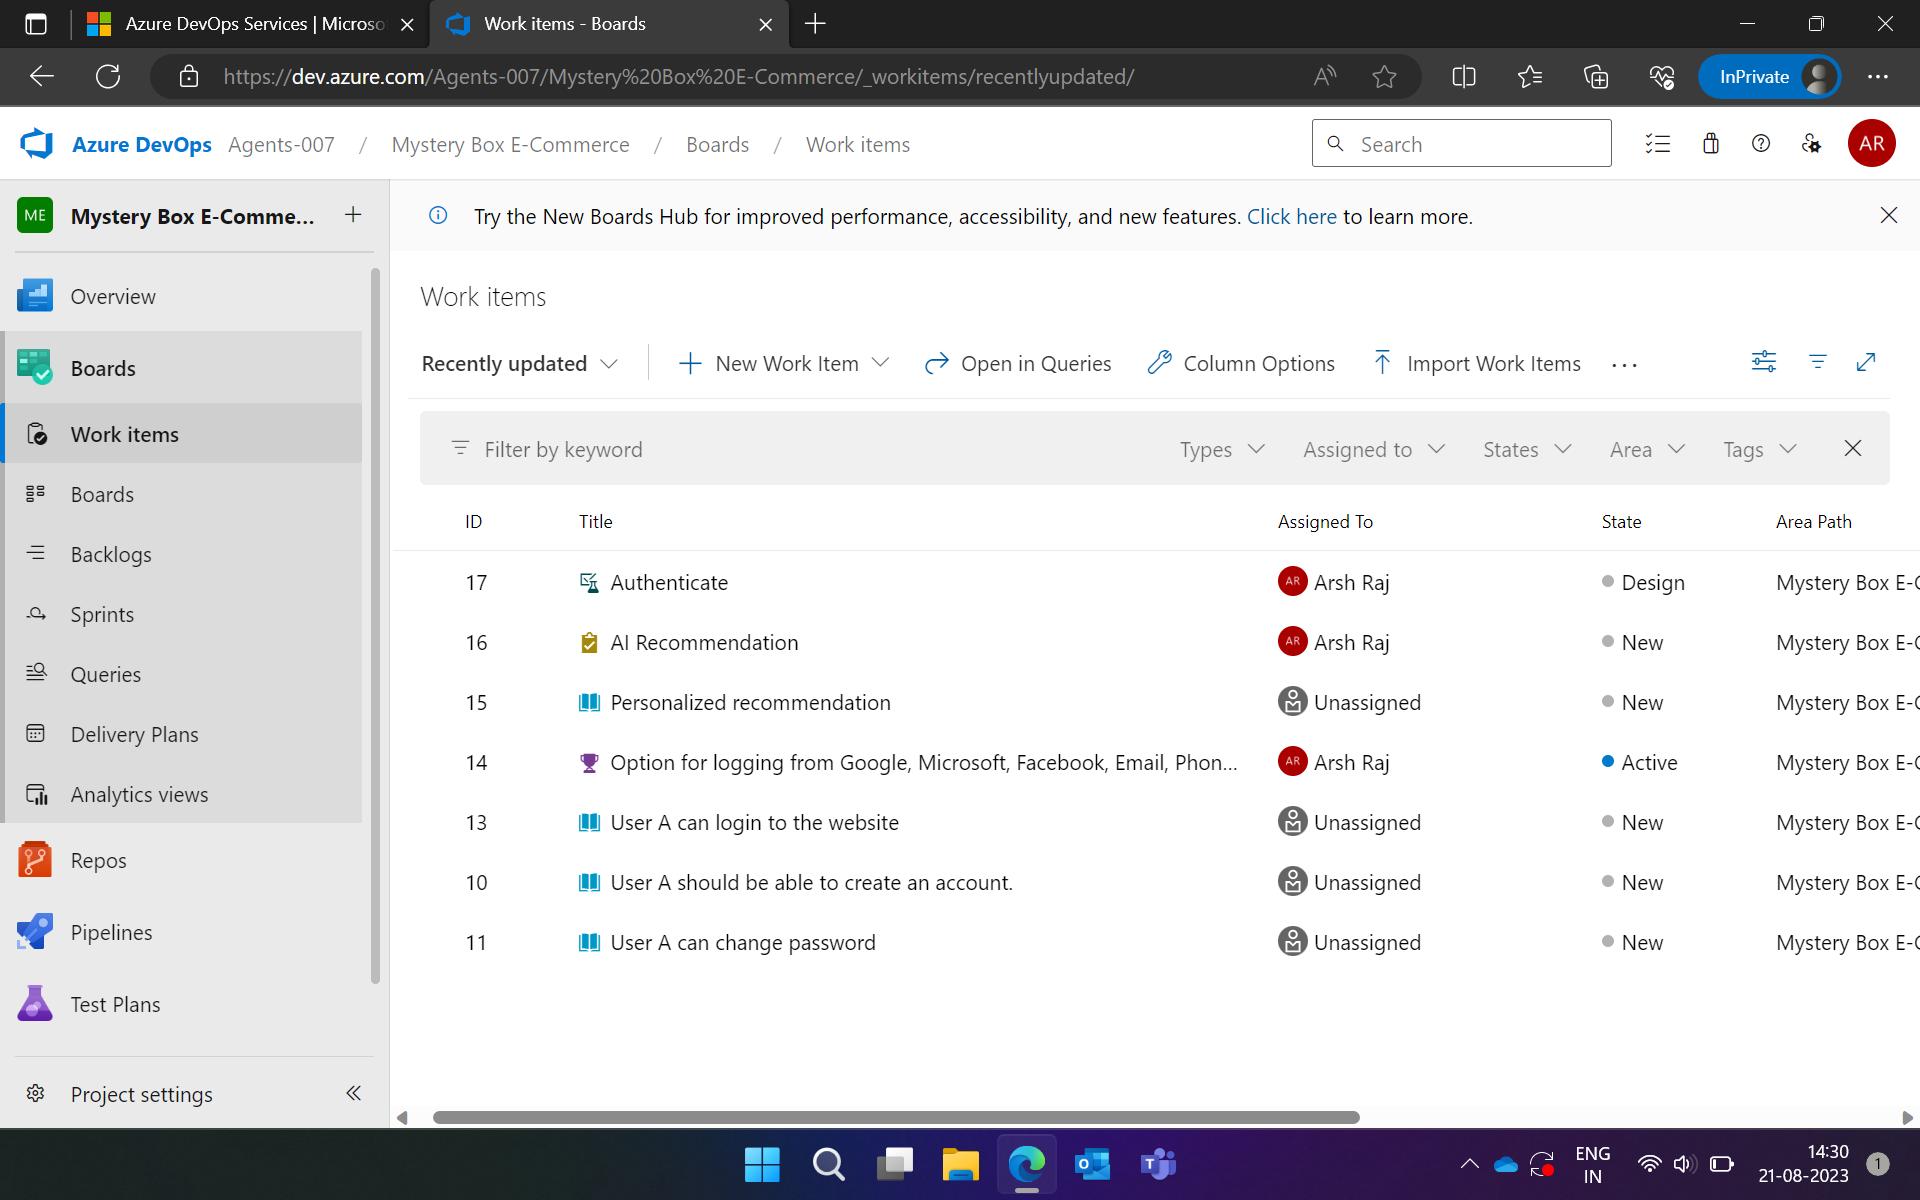 Azure DevOps Services | Microso
Work items - Boards
https://dev.azure.com/Agents-007/Mystery%20Box%20E-Commerce/_workitems/recentlyupdated/
InPrivate
Azure DevOps Agents-007 / Mystery Box E-Commerce / Boards / Work items
Search
AR
ME Mystery Box E-Comme...
Try the New Boards Hub for improved performance, accessibility, and new features. Click here to learn more.
Overview
Boards
Work items
Boards
Backlogs
Sprints
Queries
Delivery Plans
Analytics views
Repos
Pipelines
Test Plans
Project settings
Work items
Recently updated
New Work Item
Open in Queries
Column Options
Import Work Items
Filter by keyword
Types
Assigned to
States
Area
Tags
ID Title Assigned To State Area Path
17 Authenticate AR Arsh Raj Design Mystery Box E-C
16 AI Recommendation AR Arsh Raj New Mystery Box E-C
15 Personalized recommendation Unassigned New Mystery Box E-C
14 Option for logging from Google, Microsoft, Facebook, Email, Phon... AR Arsh Raj Active Mystery Box E-C
13 User A can login to the website Unassigned New Mystery Box E-C
10 User A should be able to create an account. Unassigned New Mystery Box E-C
11 User A can change password Unassigned New Mystery Box E-C
ENG
IN
14:30
21-08-2023
1